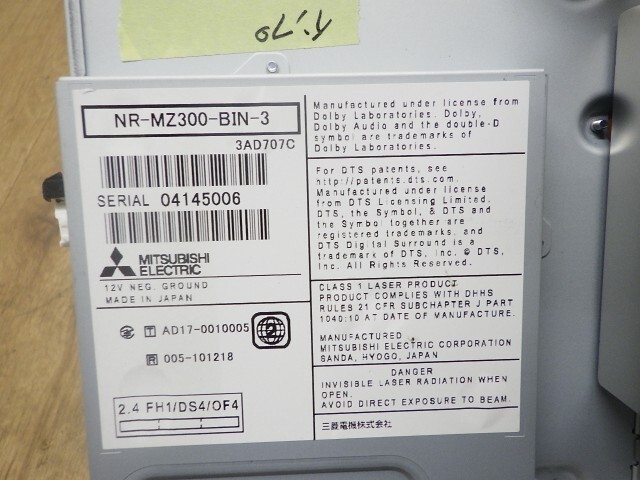 NR-MZ300-BIN-3
3AD707C
SERIAL 04145006
MITSUBISHI
ELECTRIC
12V NEG. GROUND
MADE IN JAPAN
T AD17-0010005
R 005-101218
2.4 FH1/DS4/OF4
Manufactured under license from
Dolby Laboratories. Dolby,
Dolby Audio and the double-D
symbol are trademarks of
Dolby Laboratories.
For DTS patents, see
http://patents.dts.com.
Manufactured under license
from DTS Licensing Limited.
DTS, the Symbol, & DTS and
the Symbol together are
registered trademarks, and
DTS Digital Surround is a
trademark of DTS, Inc. © DTS,
Inc. All Rights Reserved.
CLASS 1 LASER PRODUCT
PRODUCT COMPLIES WITH DHHS
RULES 21 CFR SUBCHAPTER J PART
1040:10 AT DATE OF MANUFACTURE.
MANUFACTURED :
MITSUBISHI ELECTRIC CORPORATION
SANDA, HYOGO, JAPAN
DANGER
INVISIBLE LASER RADIATION WHEN
OPEN.
AVOID DIRECT EXPOSURE TO BEAM.
三菱電機株式会社